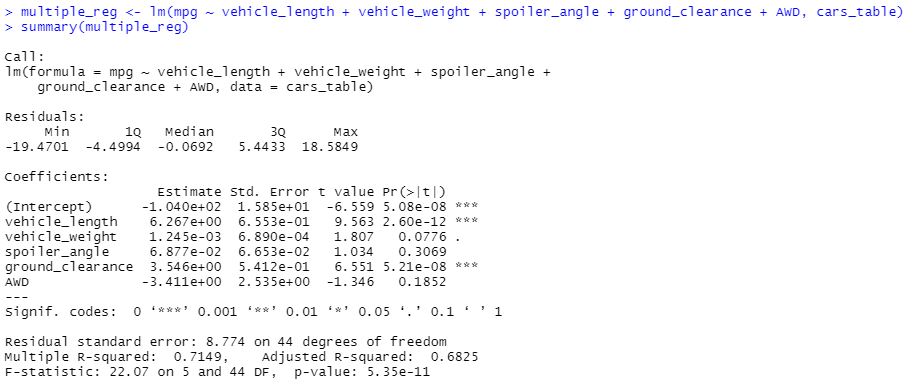 > multiple_reg <- lm(mpg ~ vehicle_length + vehicle_weight + spoiler_angle + ground_clearance + AWD, cars_table)
> summary(multiple_reg)
Call:
lm(formula = mpg ~ vehicle_length + vehicle_weight + spoiler_angle +
    ground_clearance + AWD, data = cars_table)
Residuals:
     Min       1Q   Median       3Q      Max
-19.4701  -4.4994  -0.0692   5.4433  18.5849
Coefficients:
                   Estimate Std. Error t value Pr(>|t|)
(Intercept)      -1.040e+02  1.585e+01  -6.559 5.08e-08 ***
vehicle_length    6.267e+00  6.553e-01   9.563 2.60e-12 ***
vehicle_weight    1.245e-03  6.890e-04   1.807   0.0776 .
spoiler_angle     6.877e-02  6.653e-02   1.034   0.3069
ground_clearance  3.546e+00  5.412e-01   6.551 5.21e-08 ***
AWD              -3.411e+00  2.535e+00  -1.346   0.1852
---
Signif. codes:  0 ‘***’ 0.001 ‘**’ 0.01 ‘*’ 0.05 ‘.’ 0.1 ‘ ’ 1
Residual standard error: 8.774 on 44 degrees of freedom
Multiple R-squared:  0.7149,    Adjusted R-squared:  0.6825
F-statistic: 22.07 on 5 and 44 DF,  p-value: 5.35e-11